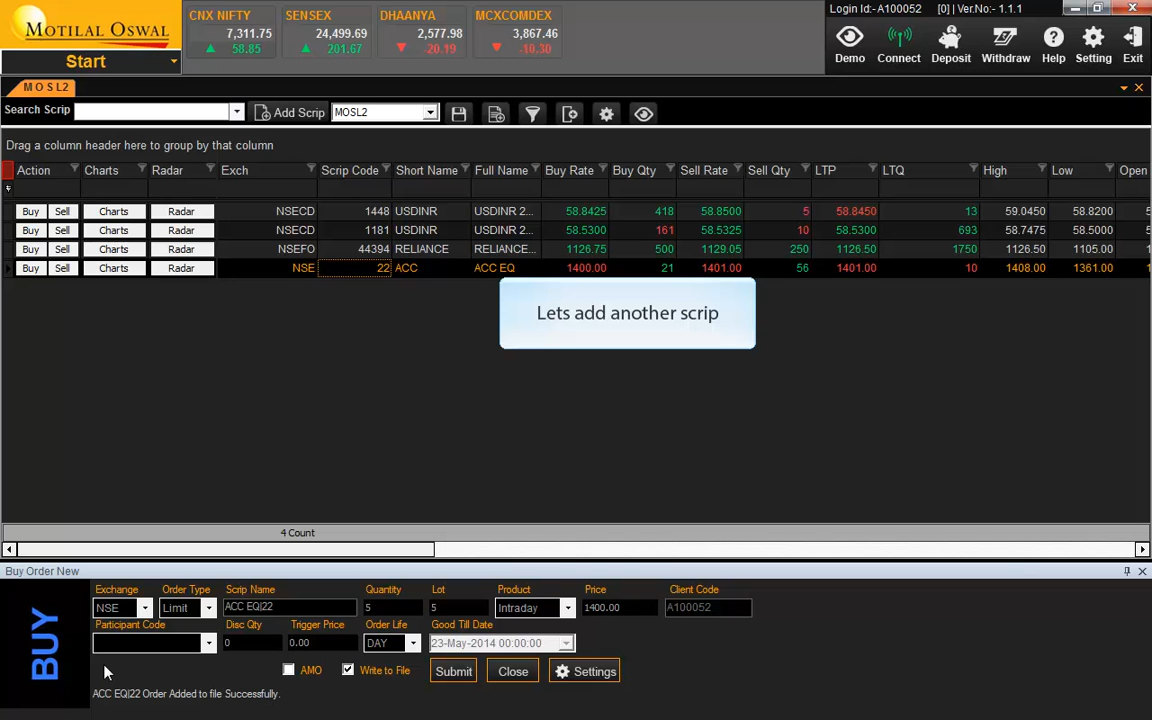 MOTILAL OSWAL
Start
CNX NIFTY
7,311.75
58.85
SENSEX
24,499.69
201.67
DHAANYA
2,577.98
-20.19
MCXCOMDEX
3,867.46
-10.30
Login Id:- A100052 [0] | Ver.No:- 1.1.1
Demo Connect Deposit Withdraw Help Setting Exit
MOSL2
Search Scrip Add Scrip MOSL2
Drag a column header here to group by that column
Action Charts Radar Exch Scrip Code Short Name Full Name Buy Rate Buy Qty Sell Rate Sell Qty LTP LTQ High Low Open
Buy Sell Charts Radar NSECD 1448 USDINR USDINR 2... 58.8425 418 58.8500 5 58.8450 13 59.0450 58.8200
Buy Sell Charts Radar NSECD 1181 USDINR USDINR 2... 58.5300 161 58.5325 10 58.5300 693 58.7475 58.5000
Buy Sell Charts Radar NSEFO 44394 RELIANCE RELIANCE... 1126.75 500 1129.05 250 1126.50 1750 1126.50 1105.00
Buy Sell Charts Radar NSE 22 ACC ACC EQ 1400.00 21 1401.00 56 1401.00 10 1408.00 1361.00
Lets add another scrip
4 Count
Buy Order New
BUY
Exchange Order Type Scrip Name Quantity Lot Product Price Client Code
NSE Limit ACC EQ|22 5 5 Intraday 1400.00 A100052
Participant Code Disc Qty Trigger Price Order Life Good Till Date
0 0.00 DAY 23-May-2014 00:00:00
AMO Write to File Submit Close Settings
ACC EQ|22 Order Added to file Successfully.